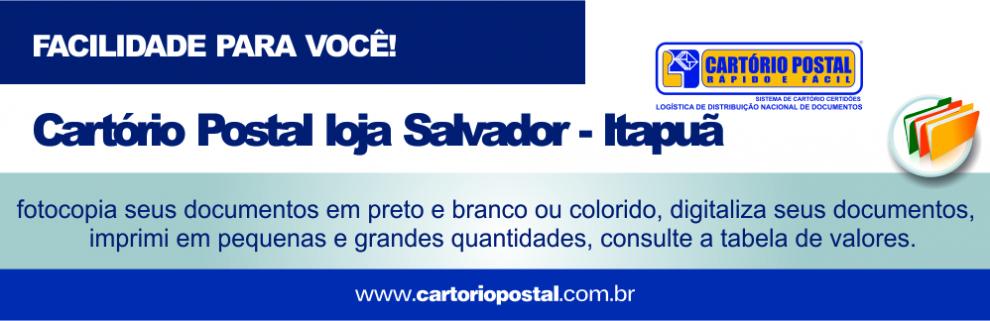 FACILIDADE PARA VOCÊ!
CARTÓRIO POSTAL
RÁPIDO E FÁCIL
SISTEMA DE CARTÓRIO CERTIDÕES
LOGÍSTICA DE DISTRIBUIÇÃO NACIONAL DE DOCUMENTOS
Cartório Postal loja Salvador - Itapuã
fotocopia seus documentos em preto e branco ou colorido, digitaliza seus documentos,
imprimi em pequenas e grandes quantidades, consulte a tabela de valores.
www.cartoriopostal.com.br